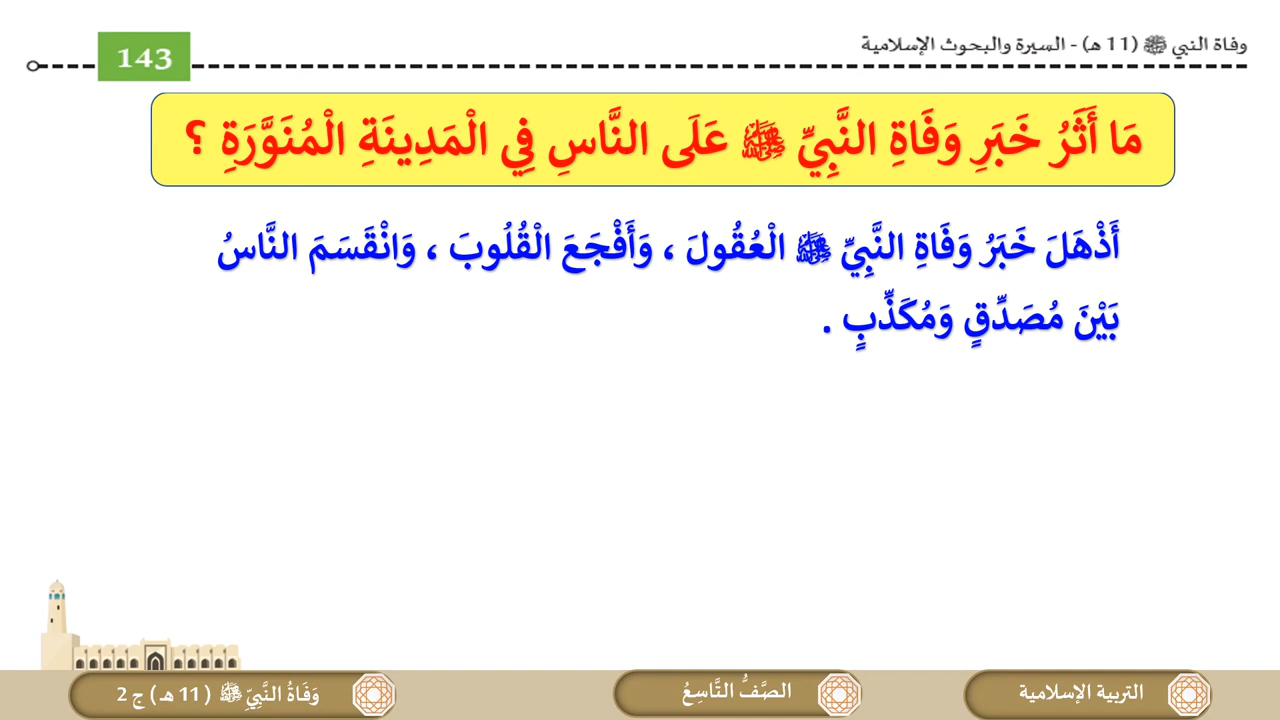 وفاة النبي ﷺ (11 هـ) - السيرة والبحوث الإسلامية
143
مَا أَثَرُ خَبَرِ وَفَاةِ النَّبِيِّ ﷺ عَلَى النَّاسِ فِي الْمَدِينَةِ الْمُنَوَّرَةِ ؟
أَذْهَلَ خَبَرُ وَفَاةِ النَّبِيِّ ﷺ الْعُقُولَ ، وَأَفْجَعَ الْقُلُوبَ ، وَانْقَسَمَ النَّاسُ
بَيْنَ مُصَدِّقٍ وَمُكَذِّبٍ .
التربية الإسلامية
الصَّفُّ التَّاسِعُ
وَفَاةُ النَّبِيِّ ﷺ ( 11 هـ ) ج 2